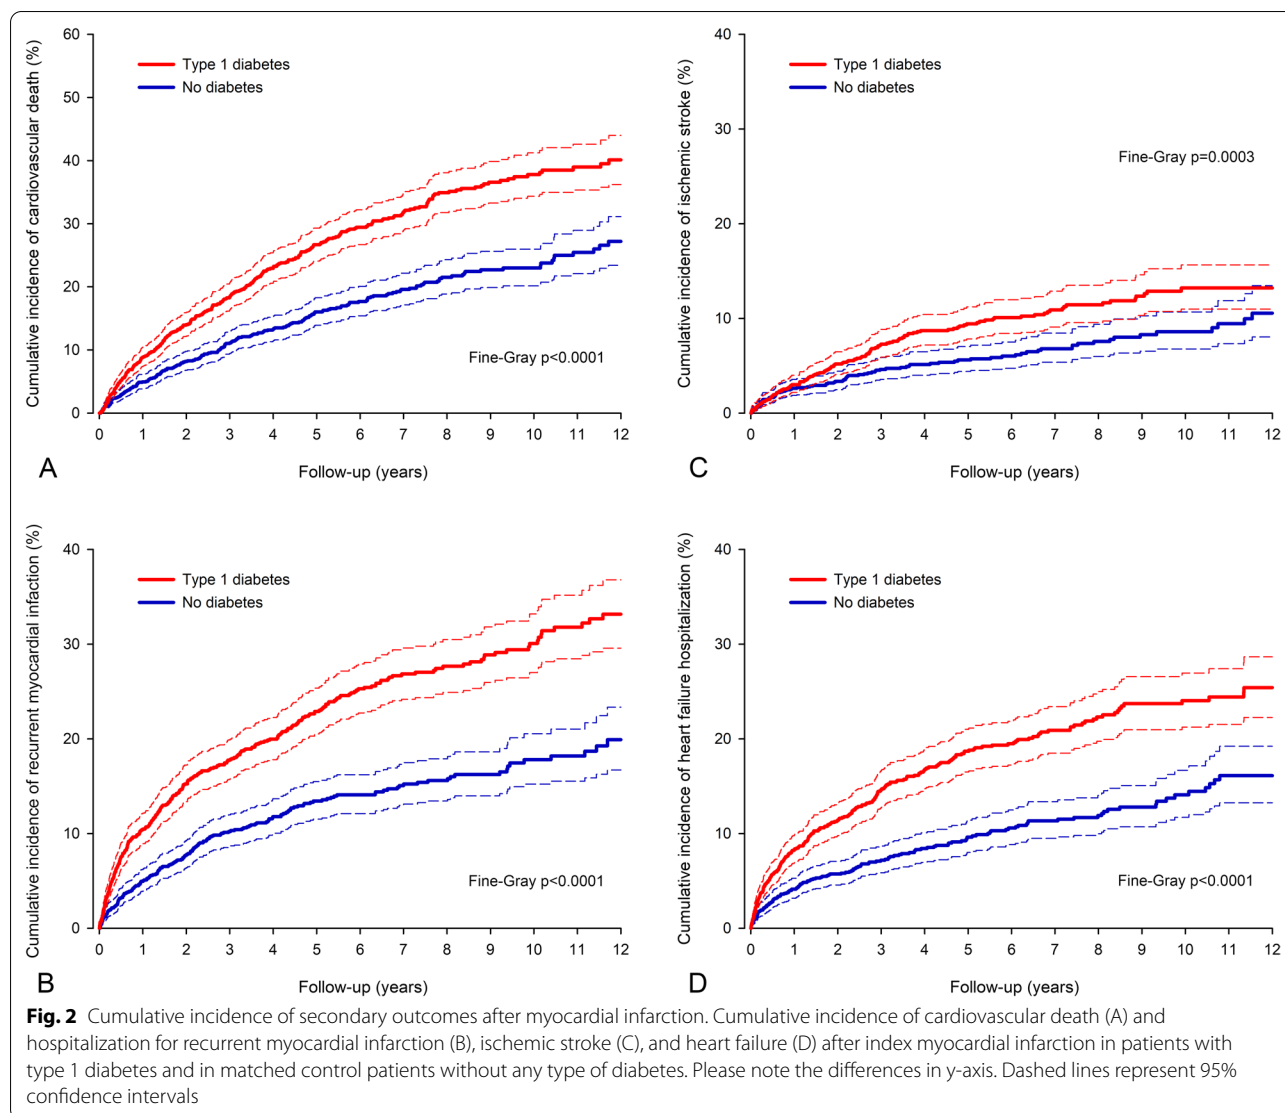 Cumulative incidence of cardiovascular death (%)
60
50
40
30
20
10
0
Type 1 diabetes
No diabetes
Fine-Gray p<0.0001
0 1 2 3 4 5 6 7 8 9 10 11 12
Follow-up (years)
A
Cumulative incidence of recurrent myocardial infaction (%)
40
30
20
10
0
Type 1 diabetes
No diabetes
Fine-Gray p<0.0001
0 1 2 3 4 5 6 7 8 9 10 11 12
Follow-up (years)
B
Cumulative incidence of ischemic stroke (%)
40
30
20
10
0
Type 1 diabetes
No diabetes
Fine-Gray p=0.0003
0 1 2 3 4 5 6 7 8 9 10 11 12
Follow-up (years)
C
Cumulative incidence of heart failure hospitalization (%)
40
30
20
10
0
Type 1 diabetes
No diabetes
Fine-Gray p<0.0001
0 1 2 3 4 5 6 7 8 9 10 11 12
Follow-up (years)
D
Fig. 2 Cumulative incidence of secondary outcomes after myocardial infarction. Cumulative incidence of cardiovascular death (A) and
hospitalization for recurrent myocardial infarction (B), ischemic stroke (C), and heart failure (D) after index myocardial infarction in patients with
type 1 diabetes and in matched control patients without any type of diabetes. Please note the differences in y-axis. Dashed lines represent 95%
confidence intervals